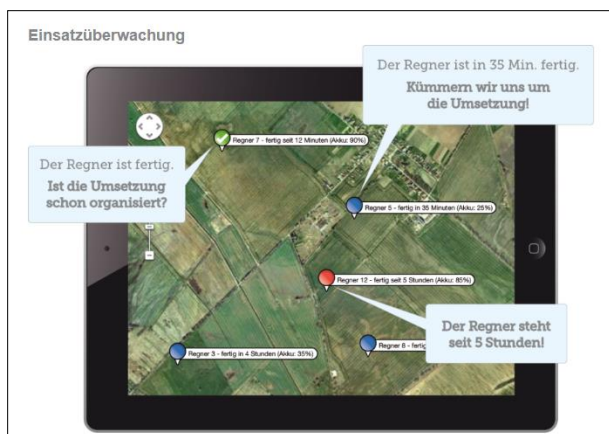 Einsatzüberwachung
Der Regner ist in 35 Min. fertig.
Kümmern wir uns um
die Umsetzung!
Regner 7 - fertig seit 12 Minuten (Akku: 90%)
Der Regner ist fertig.
Ist die Umsetzung
schon organisiert?
Regner 5 - fertig in 35 Minuten (Akku: 25%)
Regner 12 - fertig seit 5 Stunden (Akku: 85%)
Der Regner steht
seit 5 Stunden!
Regner 3 - fertig in 4 Stunden (Akku: 35%)
Regner